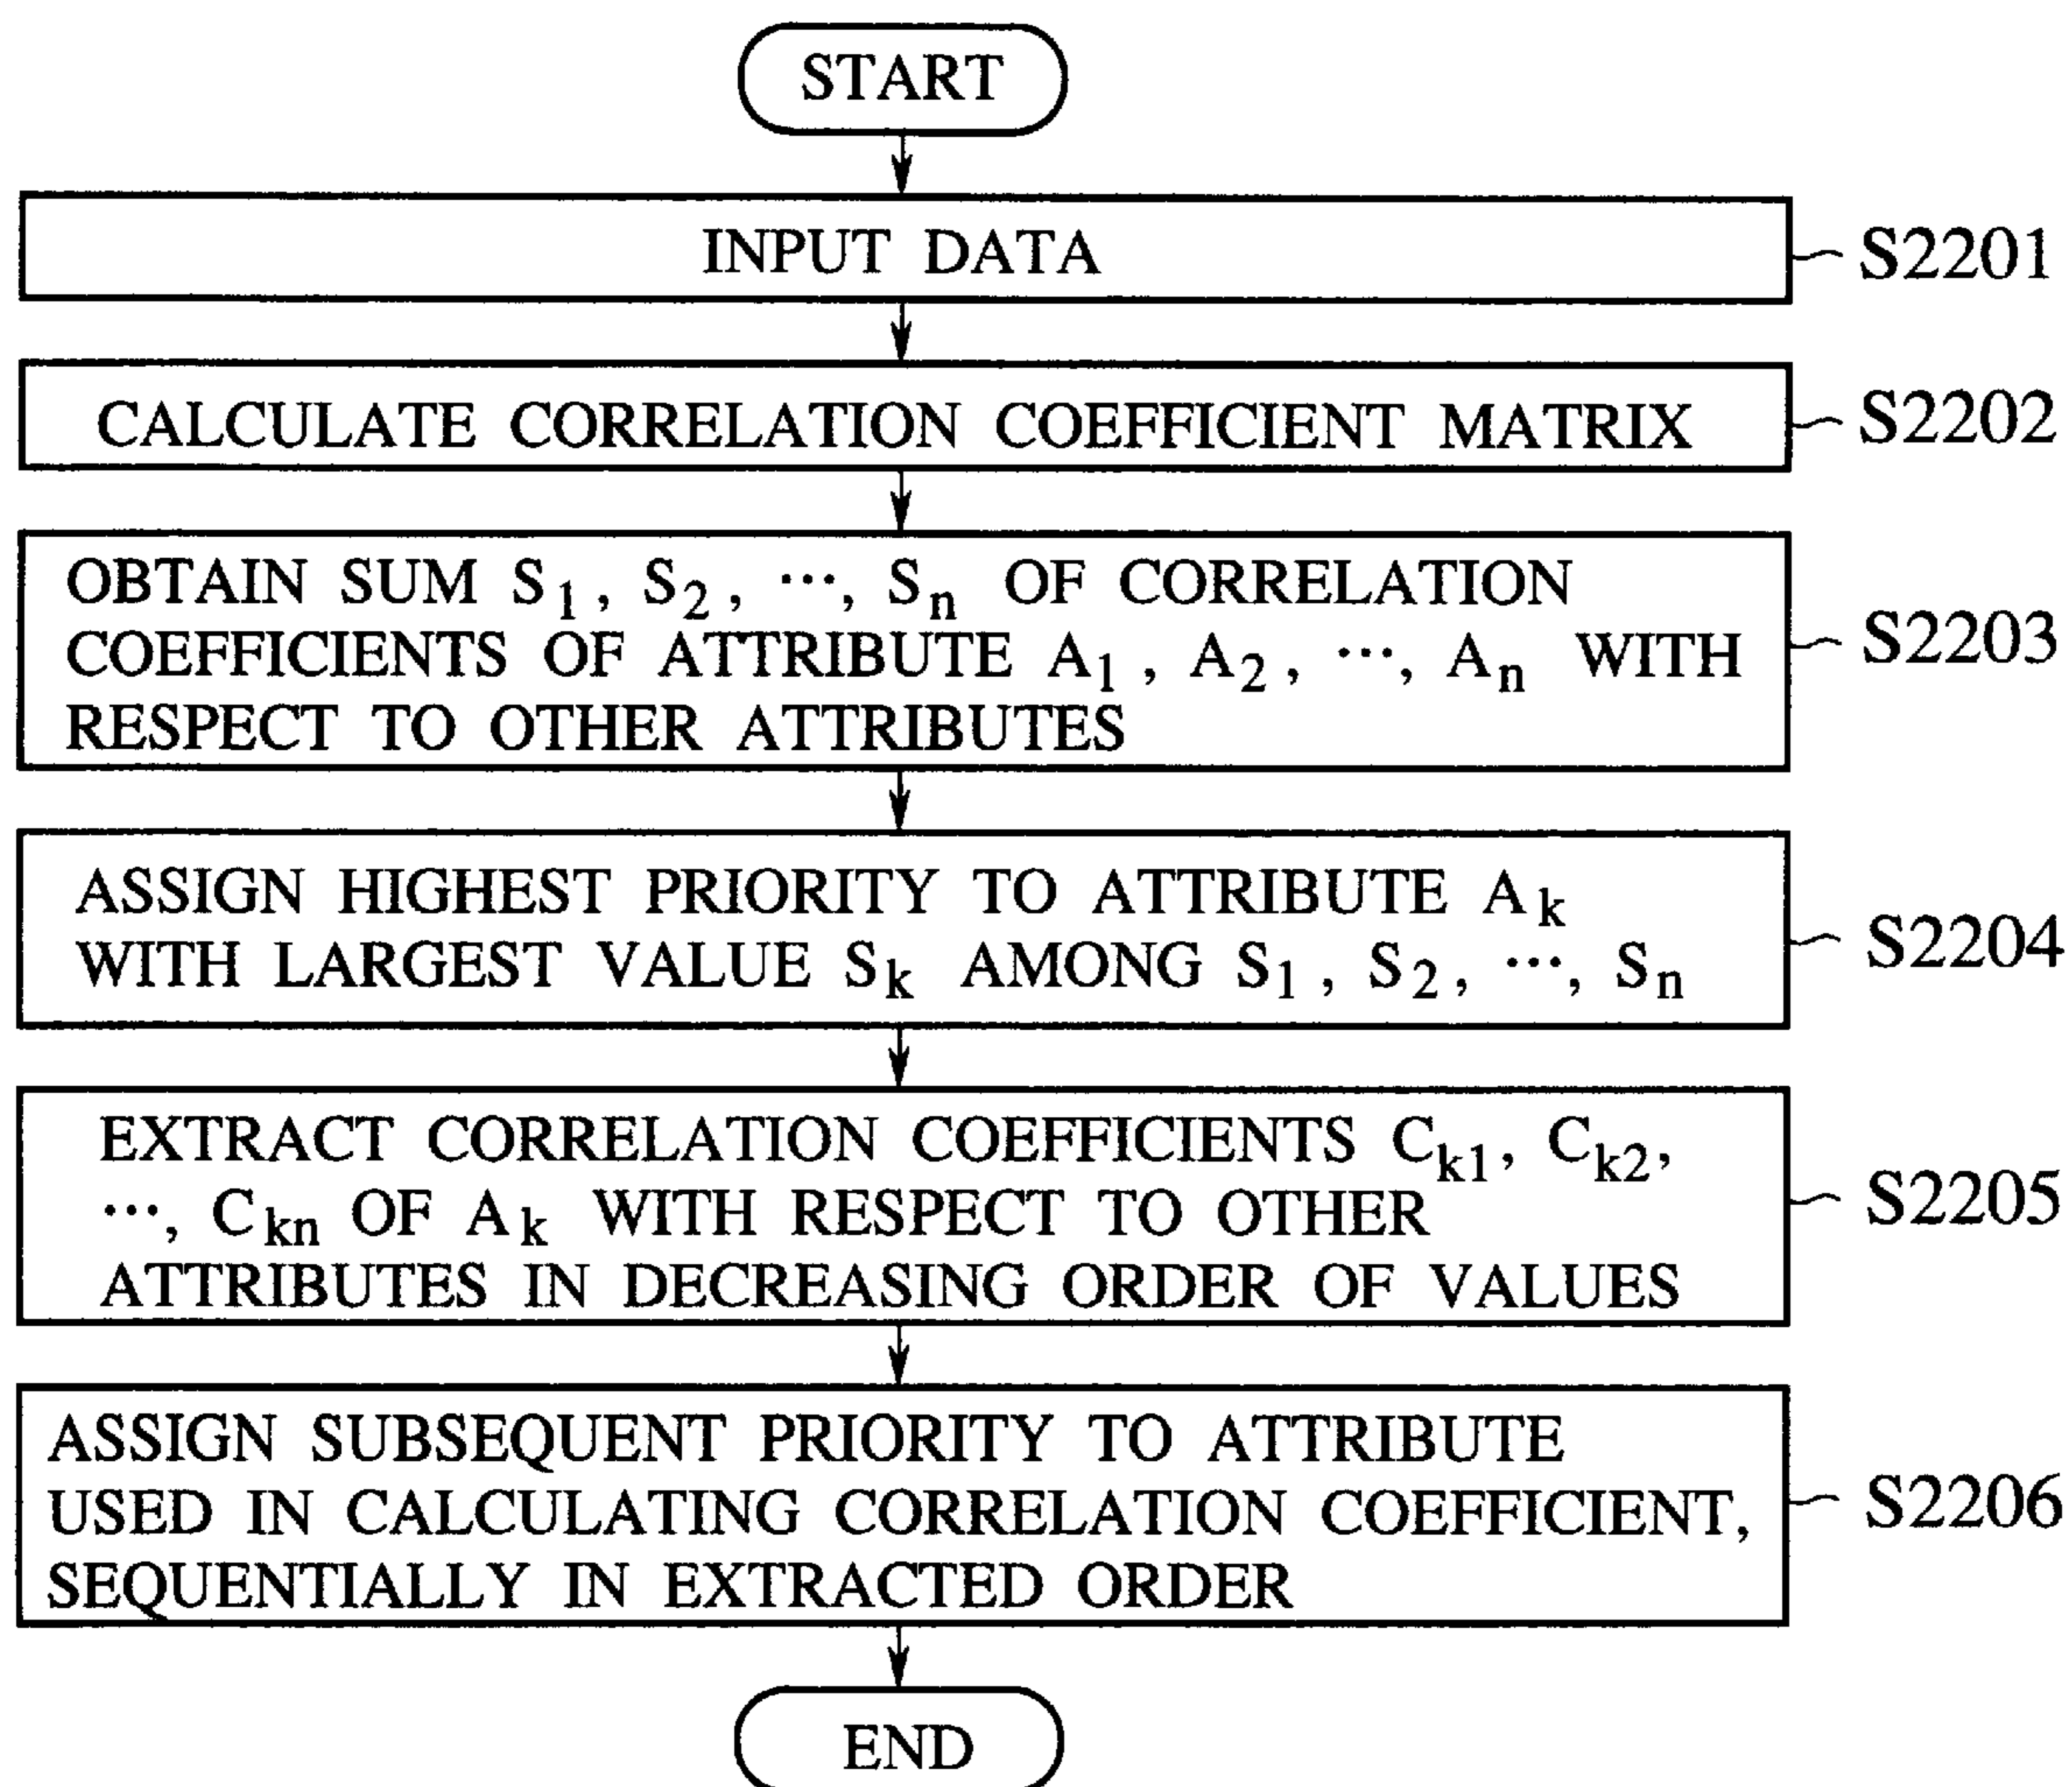 START
INPUT DATA
S2201
CALCULATE CORRELATION COEFFICIENT MATRIX
S2202
OBTAIN SUM S1, S2, ···, Sn OF CORRELATION
COEFFICIENTS OF ATTRIBUTE A1, A2, ···, An WITH
RESPECT TO OTHER ATTRIBUTES
S2203
ASSIGN HIGHEST PRIORITY TO ATTRIBUTE Ak
WITH LARGEST VALUE Sk AMONG S1, S2, ···, Sn
S2204
EXTRACT CORRELATION COEFFICIENTS Ck1, Ck2,
···, Ckn OF Ak WITH RESPECT TO OTHER
ATTRIBUTES IN DECREASING ORDER OF VALUES
S2205
ASSIGN SUBSEQUENT PRIORITY TO ATTRIBUTE
USED IN CALCULATING CORRELATION COEFFICIENT,
SEQUENTIALLY IN EXTRACTED ORDER
S2206
END